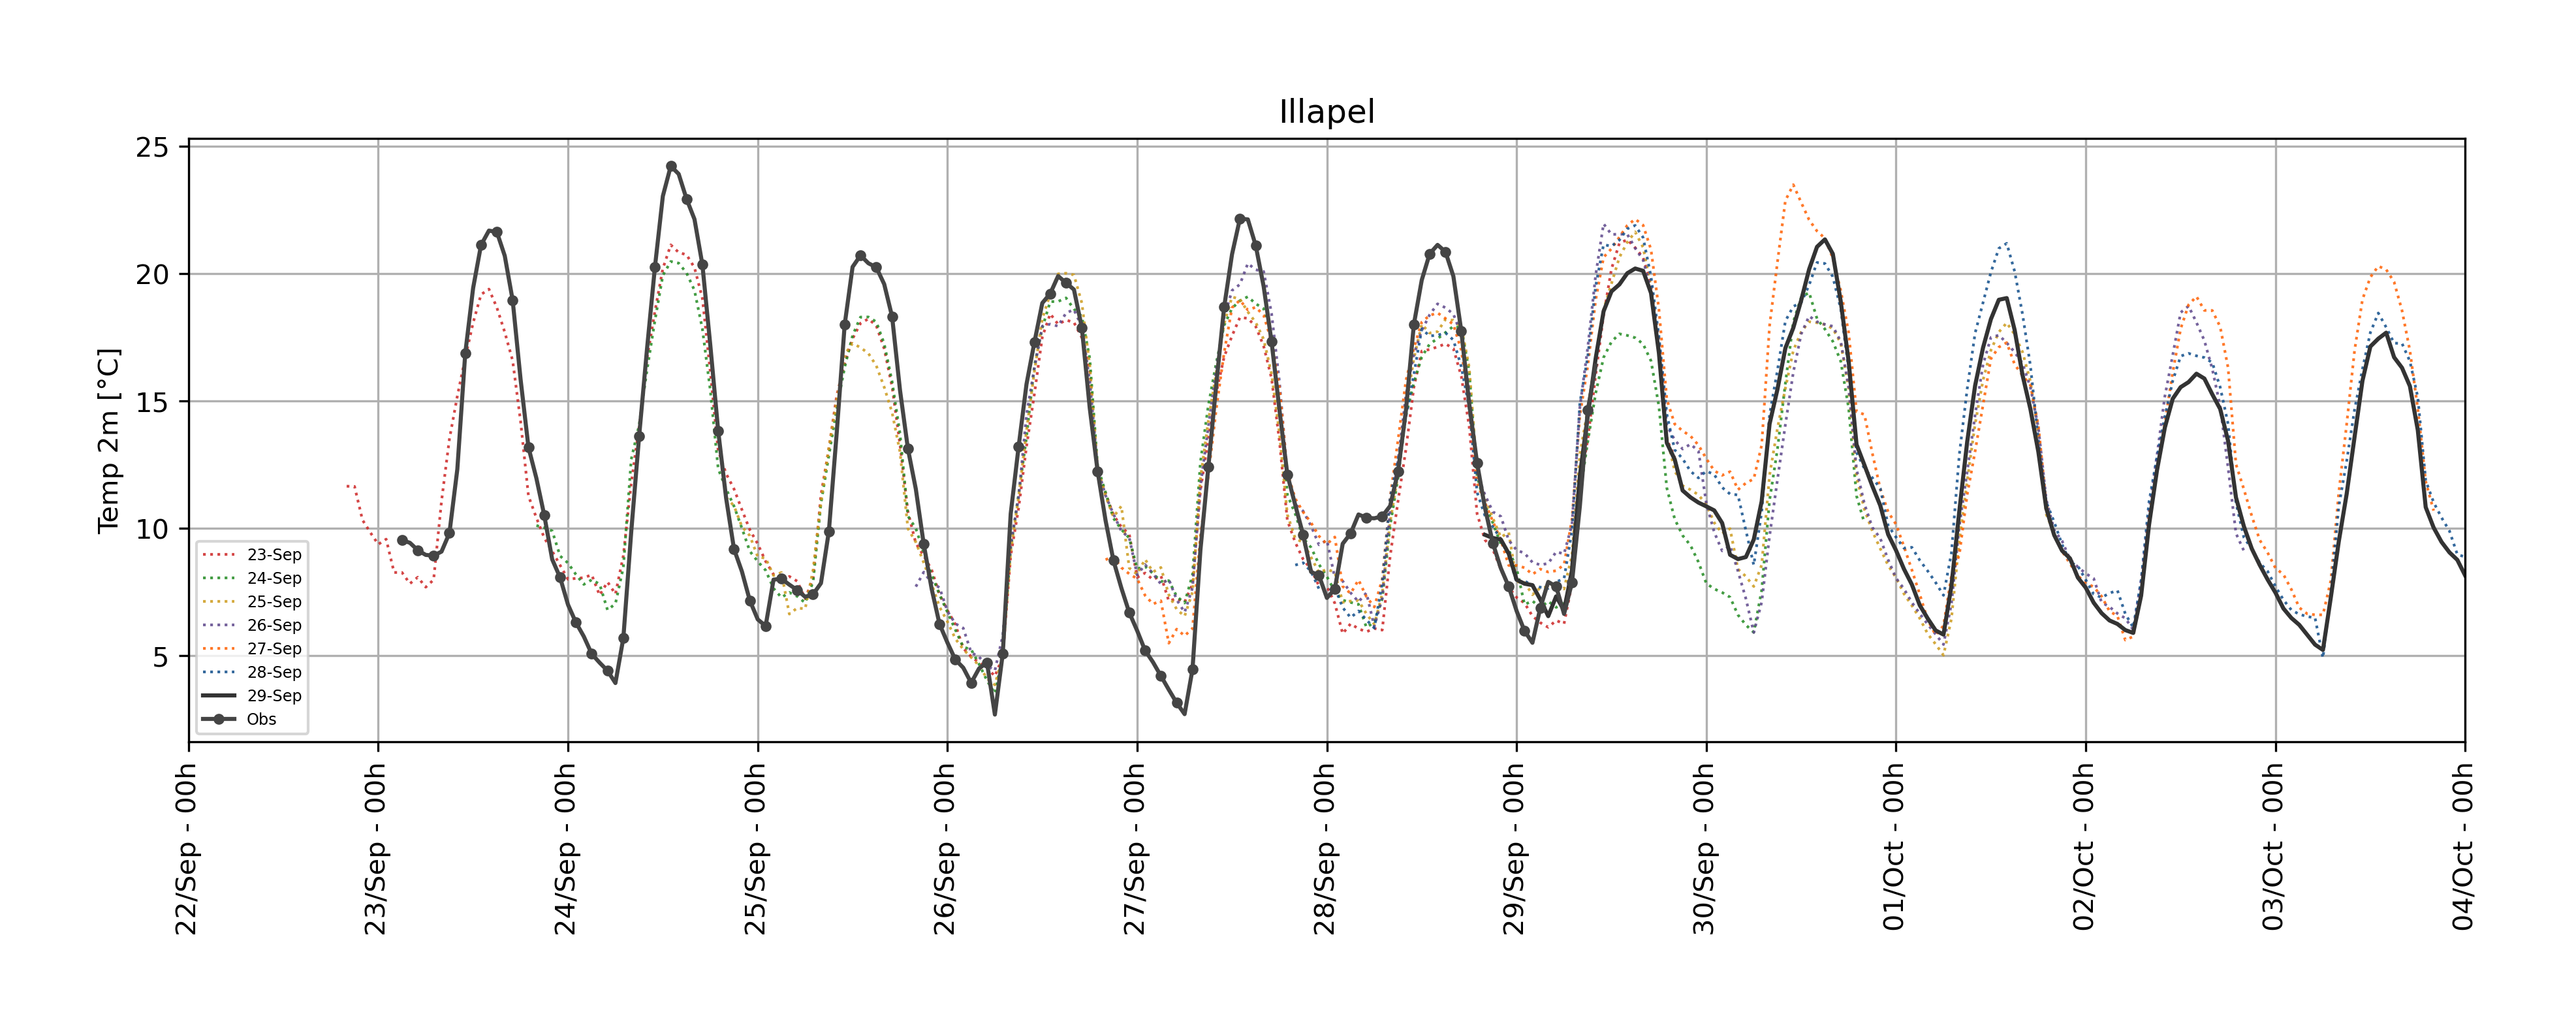 Illapel
Temp 2m [°C]
25
20
15
10
5
23-Sep
24-Sep
25-Sep
26-Sep
27-Sep
28-Sep
29-Sep
Obs
22/Sep - 00h
23/Sep - 00h
24/Sep - 00h
25/Sep - 00h
26/Sep - 00h
27/Sep - 00h
28/Sep - 00h
29/Sep - 00h
30/Sep - 00h
01/Oct - 00h
02/Oct - 00h
03/Oct - 00h
04/Oct - 00h